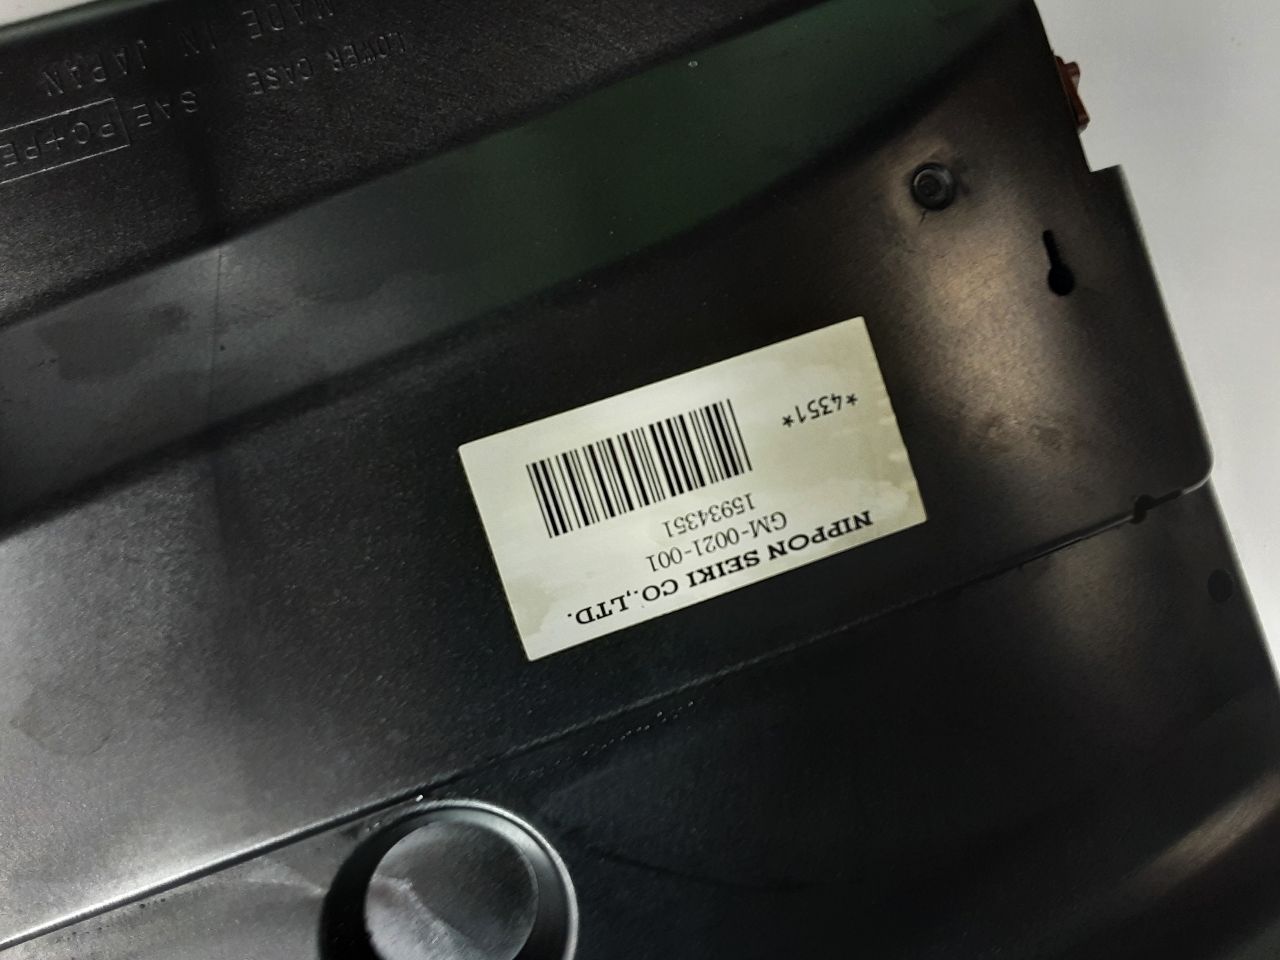 NIPPON SEIKI CO.,LTD.
GM-0021-001
15934351
*4351*
LOWER CASE
MADE IN JAPAN
SAE PC+PE